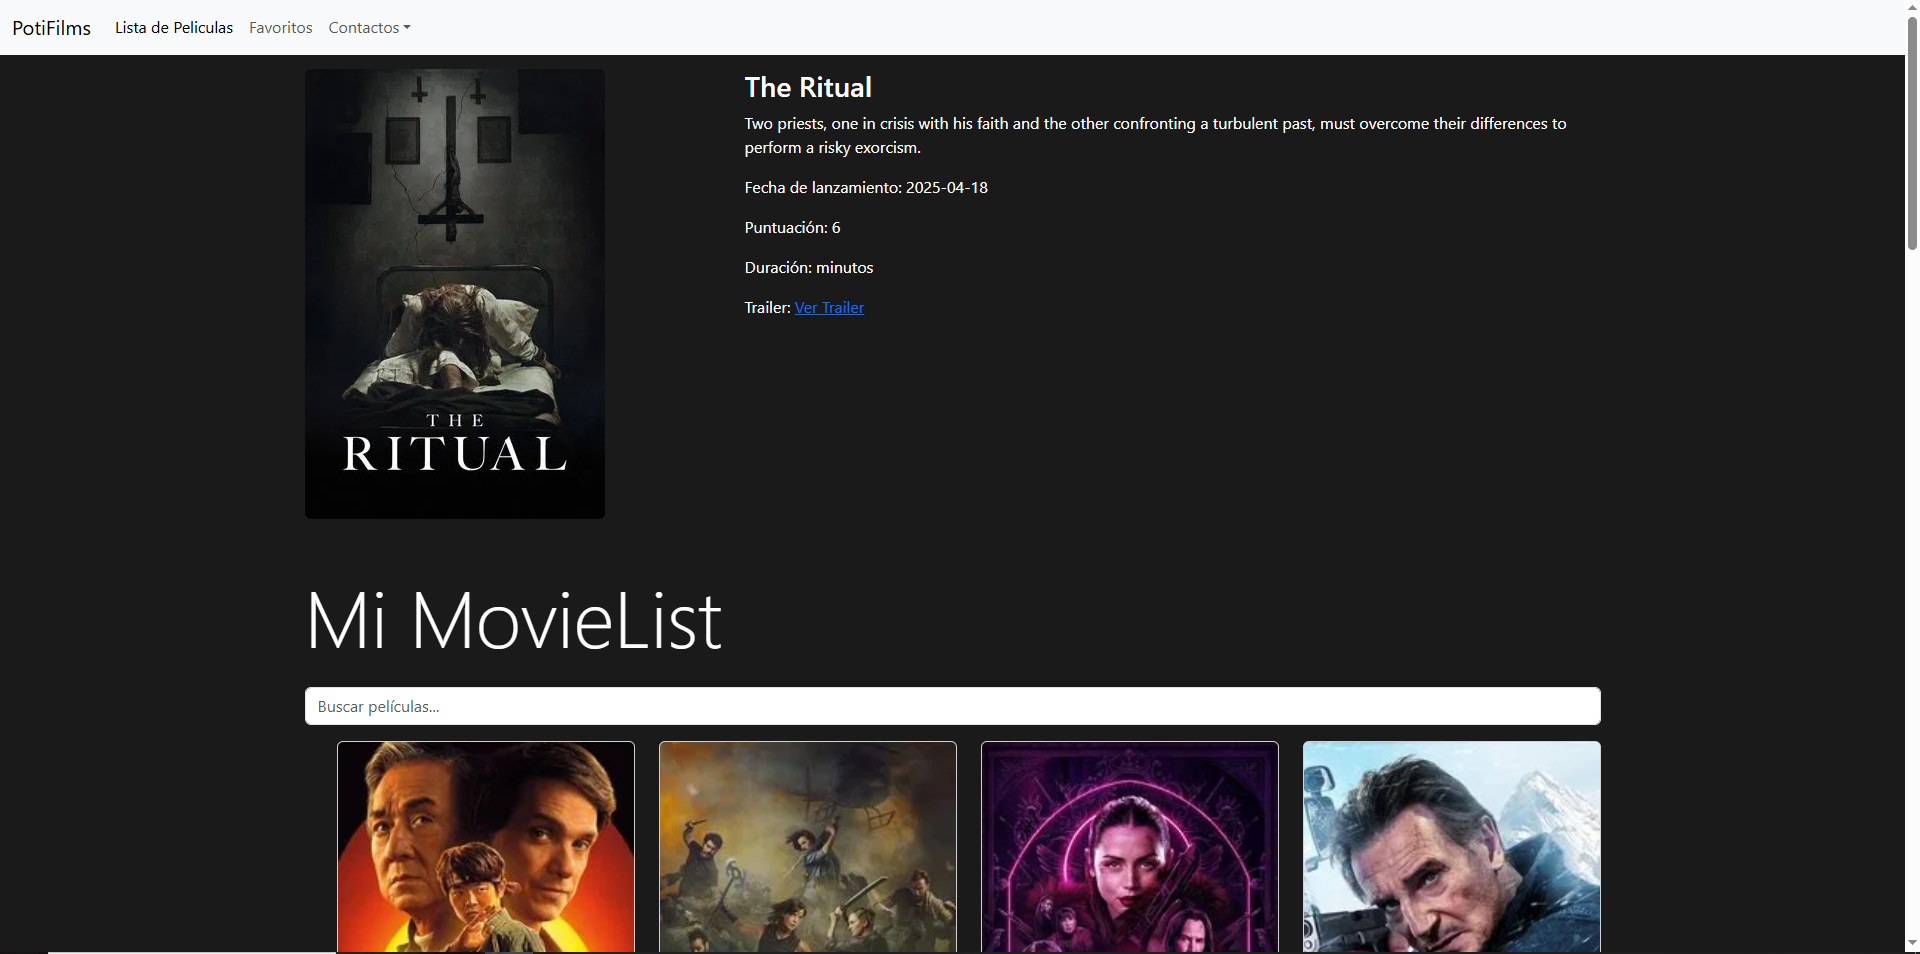 PotiFilms Lista de Peliculas Favoritos Contactos
The Ritual
Two priests, one in crisis with his faith and the other confronting a turbulent past, must overcome their differences to
perform a risky exorcism.
Fecha de lanzamiento: 2025-04-18
Puntuación: 6
Duración: minutos
Trailer: Ver Trailer
THE
RITUAL
Mi MovieList
Buscar películas...